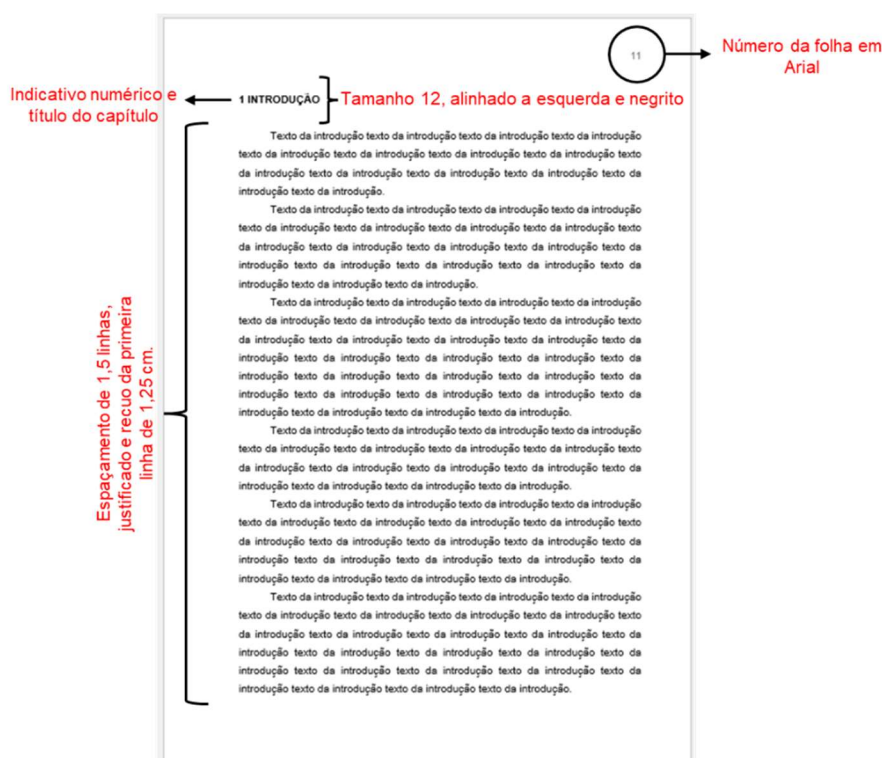 11
Número da folha em
Arial
Indicativo numérico e
título do capítulo
1 INTRODUÇÃO
Tamanho 12, alinhado a esquerda e negrito
Espaçamento de 1,5 linhas,
justificado e recuo da primeira
linha de 1,25 cm.
Texto da introdução texto da introdução texto da introdução texto da introdução
texto da introdução texto da introdução texto da introdução texto da introdução texto
da introdução texto da introdução texto da introdução texto da introdução texto da
introdução texto da introdução.
Texto da introdução texto da introdução texto da introdução texto da introdução
texto da introdução texto da introdução texto da introdução texto da introdução texto
da introdução texto da introdução texto da introdução texto da introdução texto da
introdução texto da introdução texto da introdução texto da introdução texto da
introdução texto da introdução texto da introdução.
Texto da introdução texto da introdução texto da introdução texto da introdução
texto da introdução texto da introdução texto da introdução texto da introdução texto
da introdução texto da introdução texto da introdução texto da introdução texto da
introdução texto da introdução texto da introdução texto da introdução texto da
introdução texto da introdução texto da introdução texto da introdução texto da
introdução texto da introdução texto da introdução texto da introdução texto da
introdução texto da introdução texto da introdução texto da introdução.
Texto da introdução texto da introdução texto da introdução texto da introdução
texto da introdução texto da introdução texto da introdução texto da introdução texto
da introdução texto da introdução texto da introdução texto da introdução texto da
introdução texto da introdução texto da introdução texto da introdução.
Texto da introdução texto da introdução texto da introdução texto da introdução
texto da introdução texto da introdução texto da introdução texto da introdução texto
da introdução texto da introdução texto da introdução texto da introdução texto da
introdução texto da introdução texto da introdução texto da introdução texto da
introdução texto da introdução texto da introdução texto da introdução.
Texto da introdução texto da introdução texto da introdução texto da introdução
texto da introdução texto da introdução texto da introdução texto da introdução texto
da introdução texto da introdução texto da introdução texto da introdução texto da
introdução texto da introdução texto da introdução texto da introdução texto da
introdução texto da introdução texto da introdução texto da introdução texto da
introdução texto da introdução texto da introdução texto da introdução.